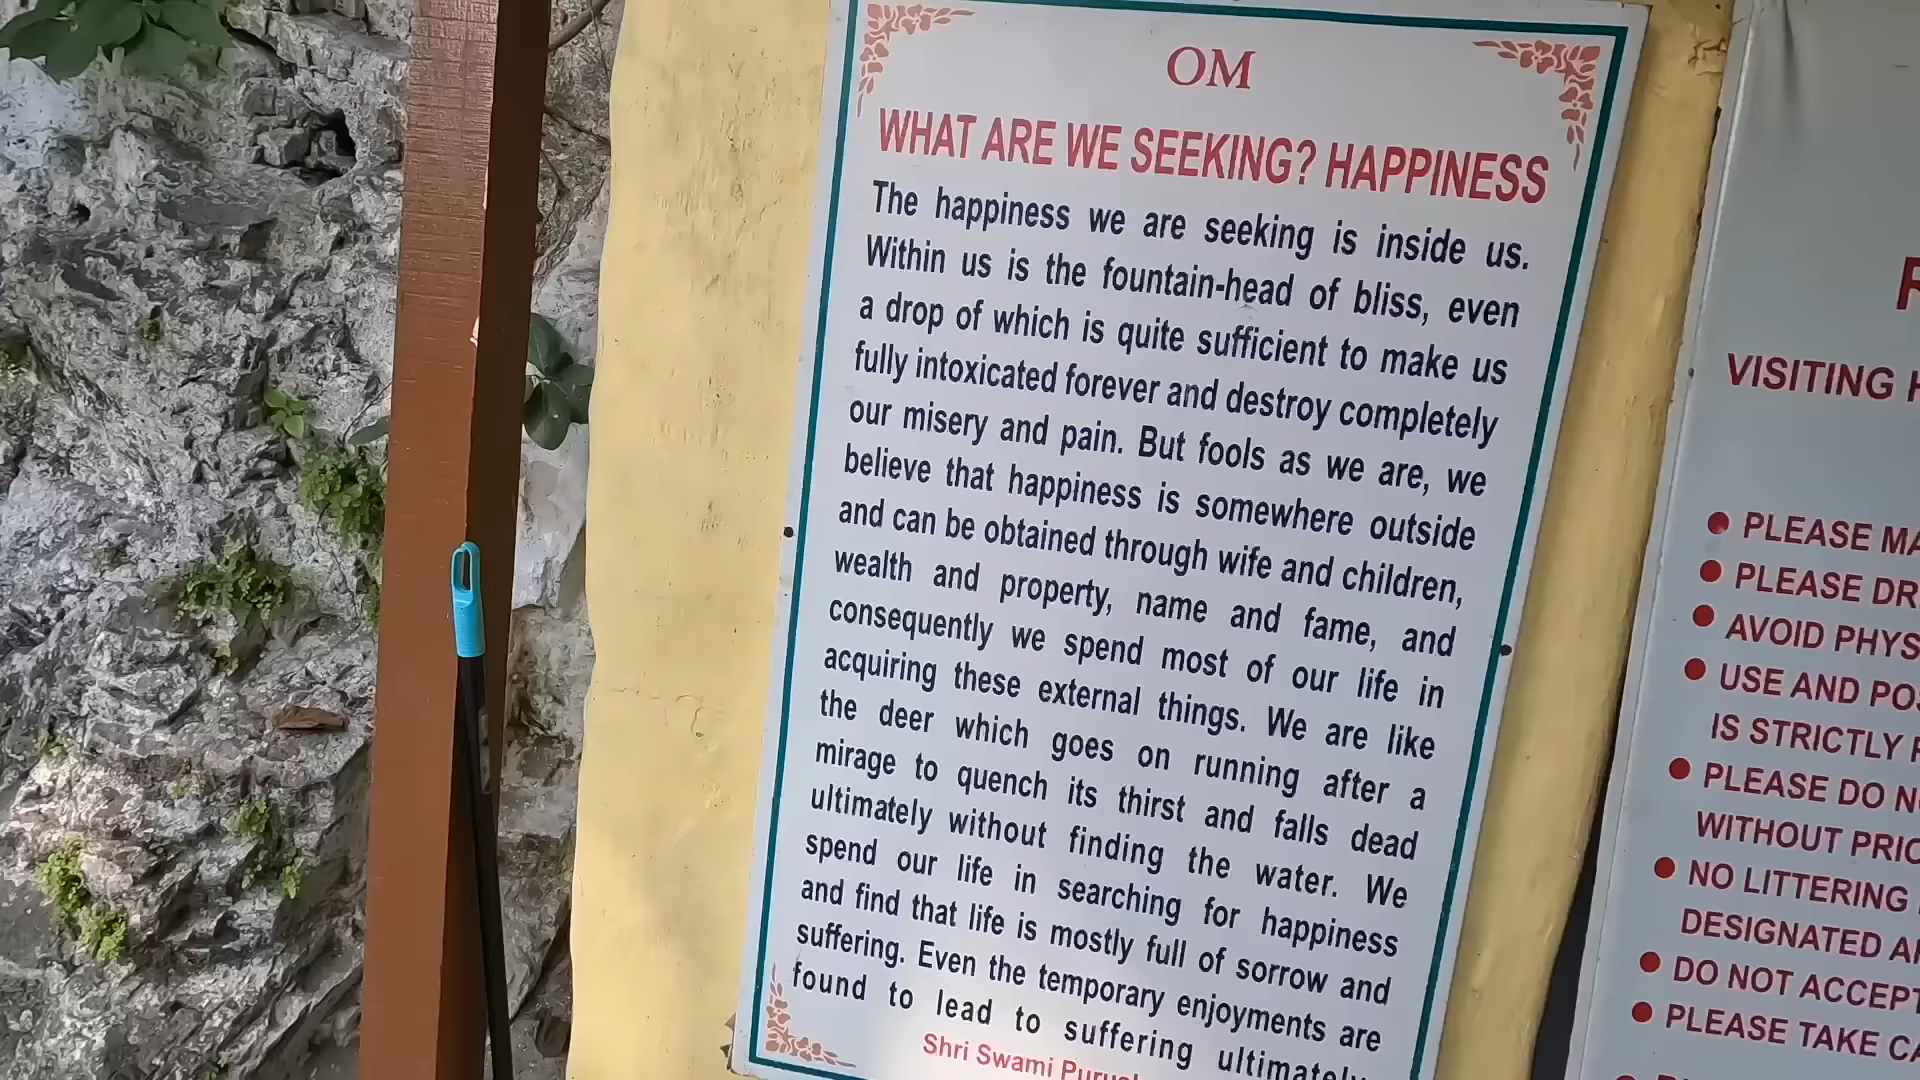 OM
WHAT ARE WE SEEKING? HAPPINESS
The happiness we are seeking is inside us.
Within us is the fountain-head of bliss, even
a drop of which is quite sufficient to make us
fully intoxicated forever and destroy completely
our misery and pain. But fools as we are, we
believe that happiness is somewhere outside
and can be obtained through wife and children,
wealth and property, name and fame, and
consequently we spend most of our life in
acquiring these external things. We are like
the deer which goes on running after a
mirage to quench its thirst and falls dead
ultimately without finding the water. We
spend our life in searching for happiness
and find that life is mostly full of sorrow and
suffering. Even the temporary enjoyments are
found to lead to suffering ultimately
Shri Swami
VISITING
PLEASE
PLEASE
AVOID
USE AND
IS STRICTLY
PLEASE DO
WITHOUT
NO LITTERING
DESIGNATED
DO NOT ACCEPT
PLEASE TAKE